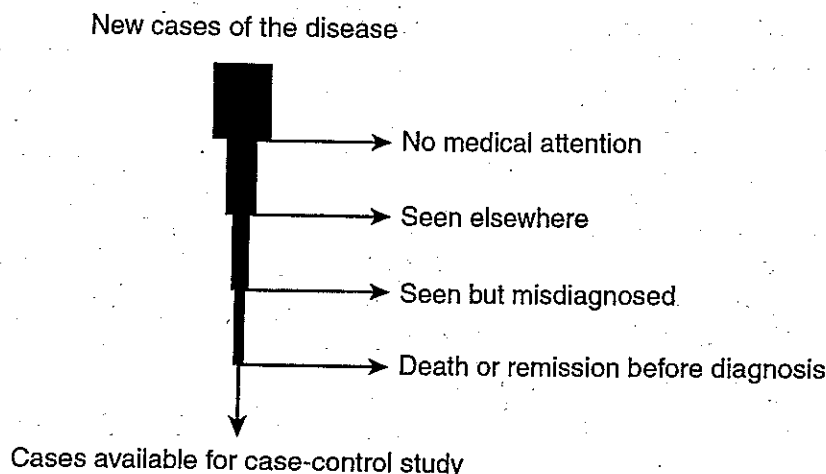 New cases of the disease
No medical attention
Seen elsewhere
Seen but misdiagnosed
Death or remission before diagnosis
Cases available for case-control study